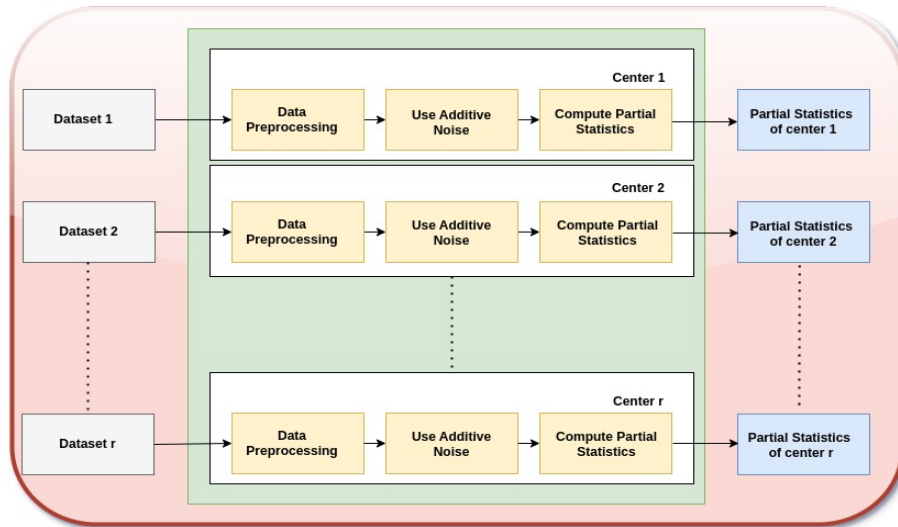 Center 1
Dataset 1
Data
Preprocessing
Use Additive
Noise
Compute Partial
Statistics
Partial Statistics
of center 1
Center 2
Dataset 2
Data
Preprocessing
Use Additive
Noise
Compute Partial
Statistics
Partial Statistics
of center 2
Center r
Dataset r
Data
Preprocessing
Use Additive
Noise
Compute Partial
Statistics
Partial Statistics
of center r